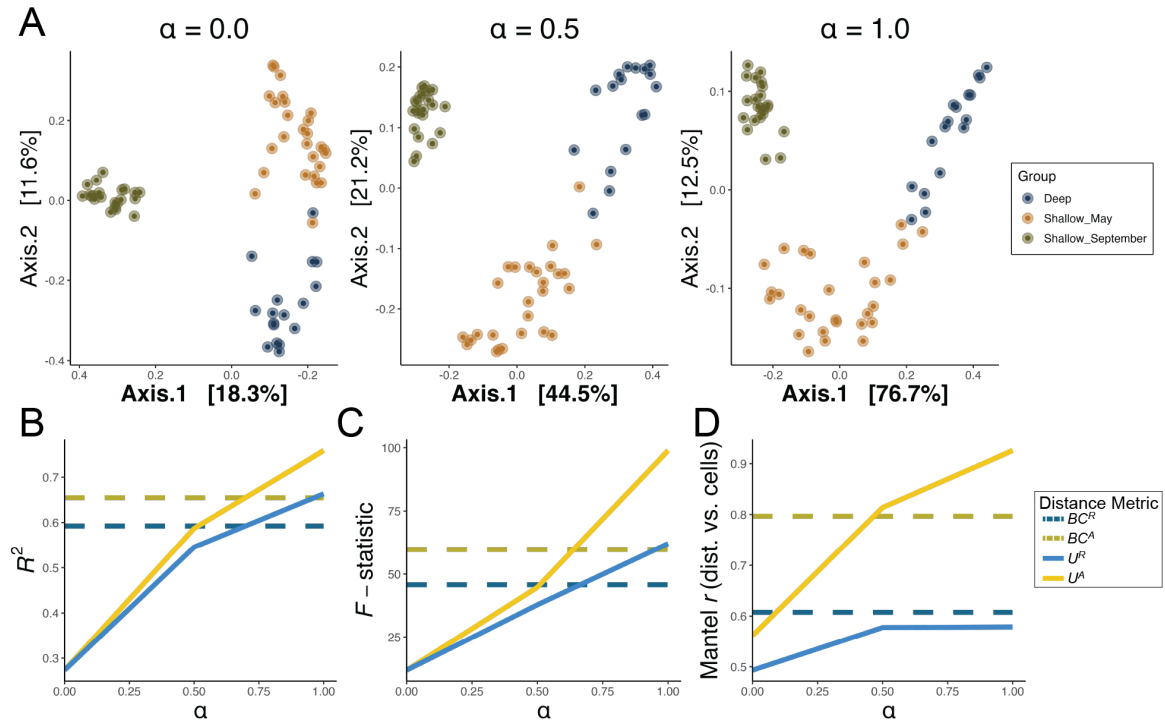 A
α = 0.0
α = 0.5
α = 1.0
Axis.2 [11.6%]
0.2
0.0
-0.2
-0.4
0.4
0.2
0.0
-0.2
Axis.1 [18.3%]
Axis.2 [21.2%]
0.2
0.1
0.0
-0.1
-0.2
0.0
0.2
0.4
Axis.1 [44.5%]
Axis.2 [12.5%]
0.1
0.0
-0.1
-0.2
0.0
0.2
0.4
Axis.1 [76.7%]
Group
Deep
Shallow_May
Shallow_September
B
R²
0.7
0.6
0.5
0.4
0.3
0.00
0.25
0.50
0.75
1.00
α
C
F – statistic
100
75
50
25
0.00
0.25
0.50
0.75
1.00
α
D
Mantel r (dist. vs. cells)
0.9
0.8
0.7
0.6
0.5
0.00
0.25
0.50
0.75
1.00
α
Distance Metric
BCᴿ
BCᴬ
Uᴿ
Uᴬ